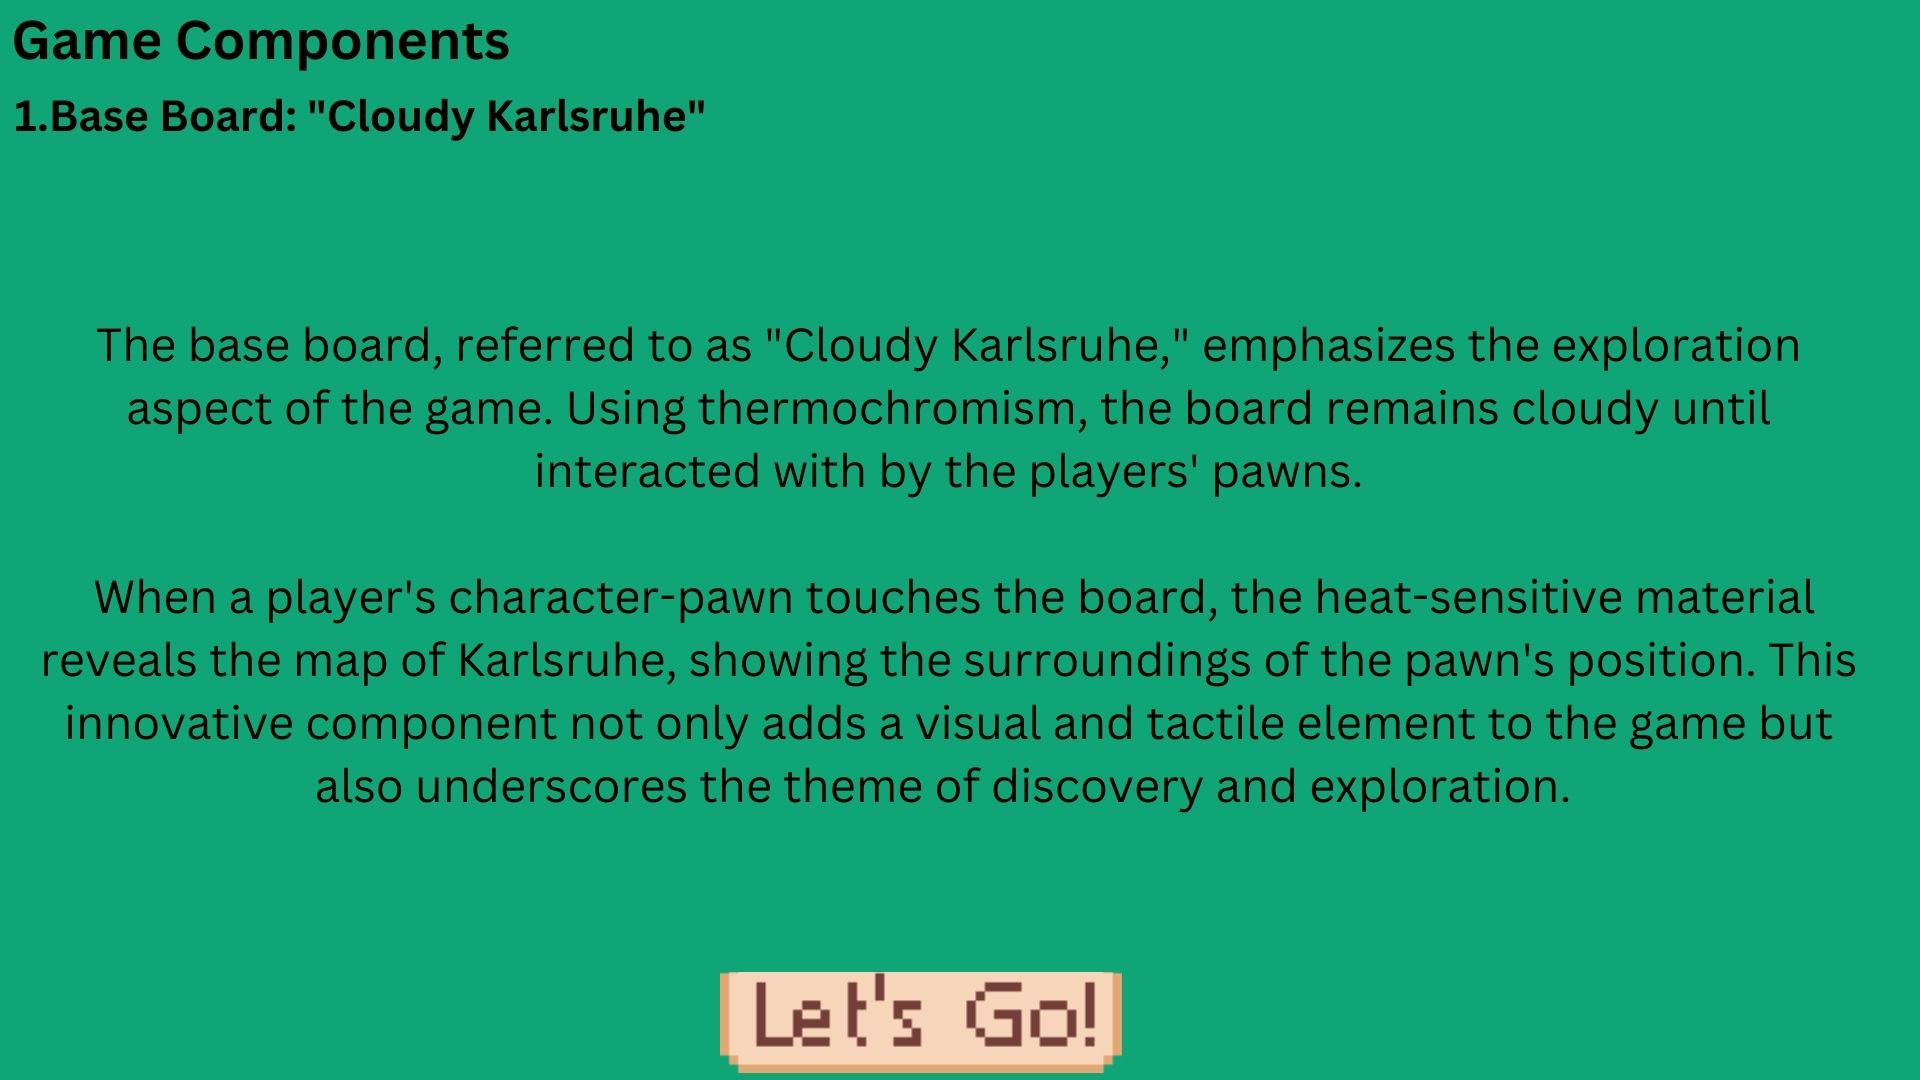 Game Components
1.Base Board: "Cloudy Karlsruhe"
The base board, referred to as "Cloudy Karlsruhe," emphasizes the exploration
aspect of the game. Using thermochromism, the board remains cloudy until
interacted with by the players' pawns.
When a player's character-pawn touches the board, the heat-sensitive material
reveals the map of Karlsruhe, showing the surroundings of the pawn's position. This
innovative component not only adds a visual and tactile element to the game but
also underscores the theme of discovery and exploration.
Let's Go!